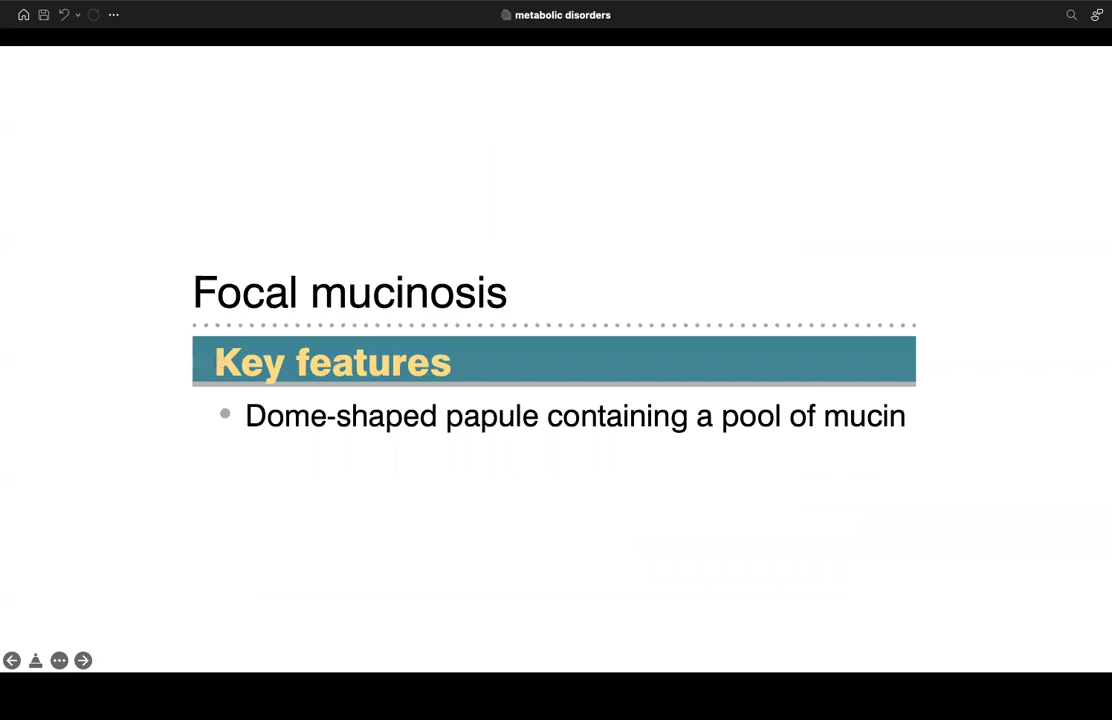 metabolic disorders
Focal mucinosis
Key features
Dome-shaped papule containing a pool of mucin